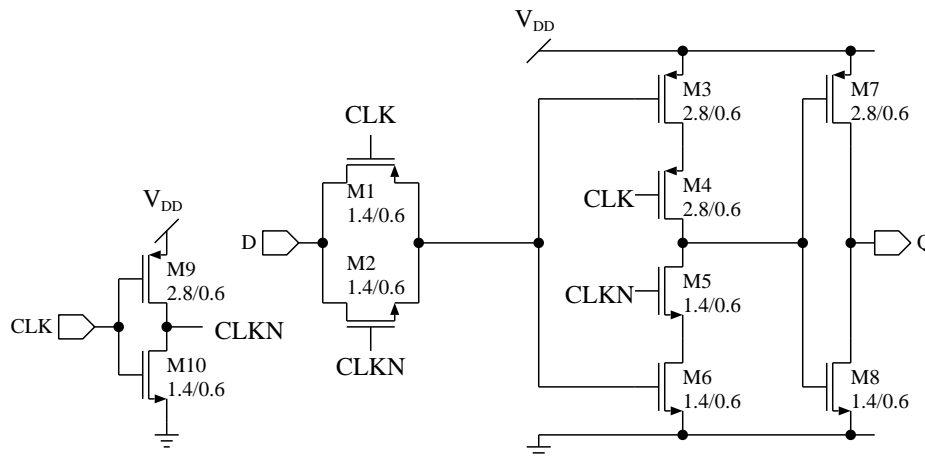 V_DD
M3
2.8/0.6
M7
2.8/0.6
CLK
M1
1.4/0.6
M4
2.8/0.6
CLK
V_DD
D
Q
M2
1.4/0.6
M9
2.8/0.6
M5
1.4/0.6
CLKN
CLK
CLKN
CLKN
M10
1.4/0.6
M6
1.4/0.6
M8
1.4/0.6